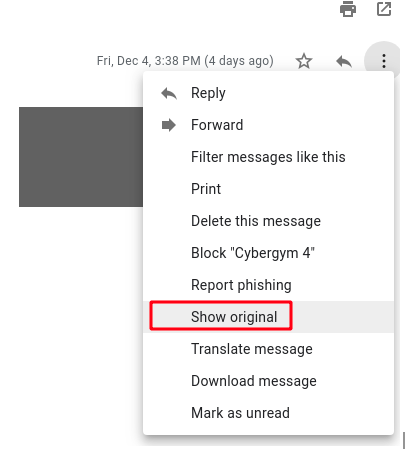 Fri, Dec 4, 3:38 PM (4 days ago)
Reply
Forward
Filter messages like this
Print
Delete this message
Block "Cybergym 4"
Report phishing
Show original
Translate message
Download message
Mark as unread